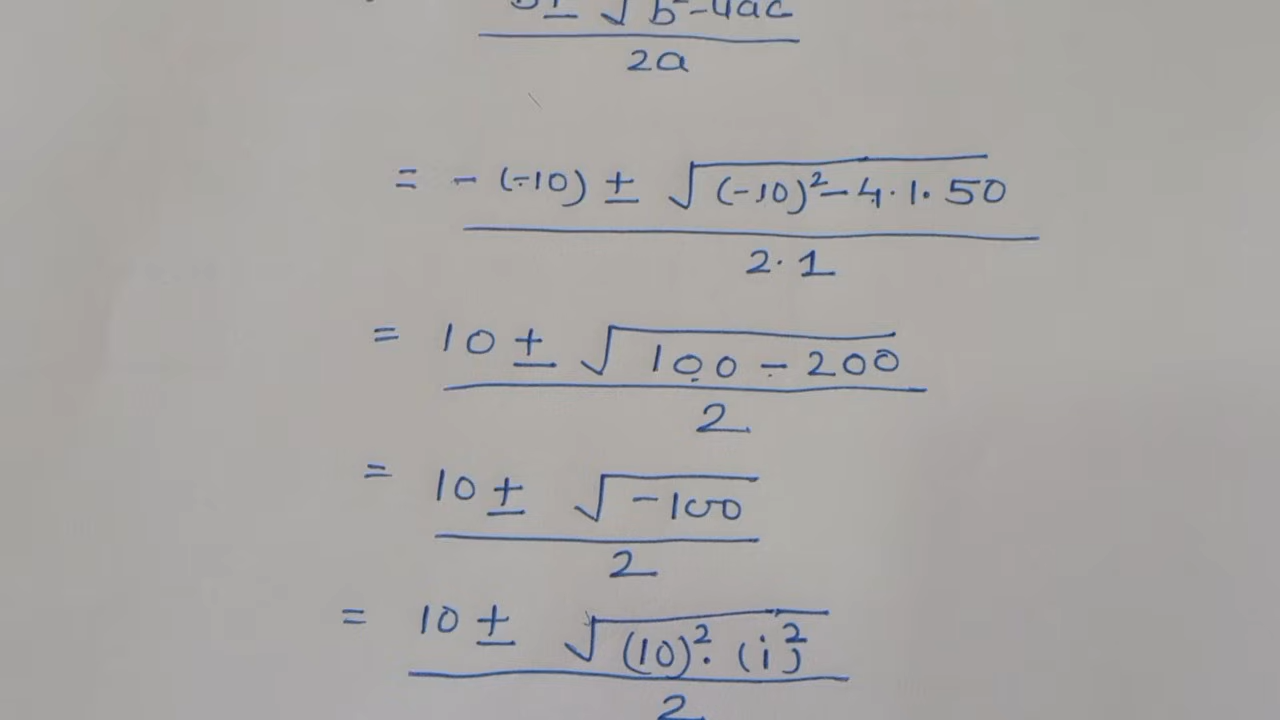 b ± √b²-4ac
2a
= - (-10) ± √(-10)² - 4·1·50
2·1
= 10 ± √100 - 200
2
= 10 ± √-100
2
= 10 ± √(10)²·(i)²
2